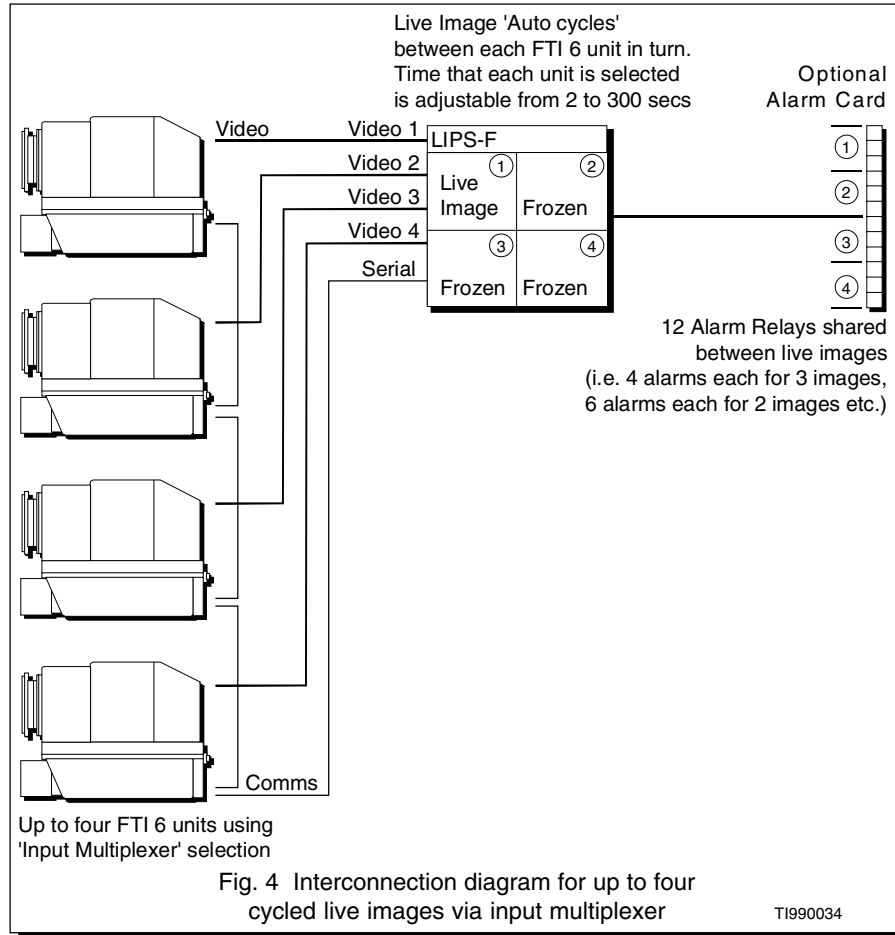 Live Image 'Auto cycles'
between each FTI 6 unit in turn.
Time that each unit is selected
is adjustable from 2 to 300 secs
Optional
Alarm Card
Video
Video 1
Video 2
Video 3
Video 4
Serial
LIPS-F
1
Live
Image
2
Frozen
3
Frozen
4
Frozen
1
2
3
4
12 Alarm Relays shared
between live images
(i.e. 4 alarms each for 3 images,
6 alarms each for 2 images etc.)
Comms
Up to four FTI 6 units using
'Input Multiplexer' selection
Fig. 4 Interconnection diagram for up to four
cycled live images via input multiplexer
TI990034